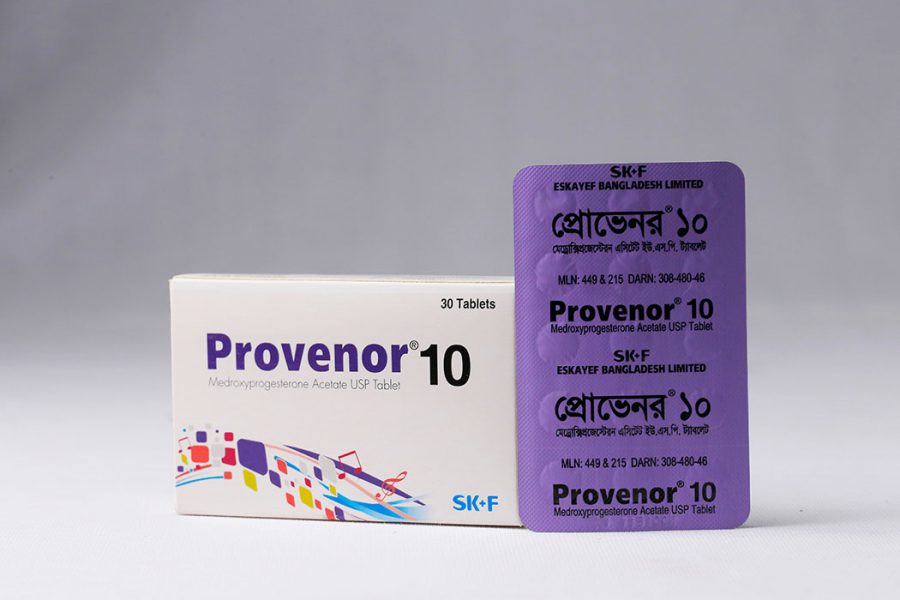 30 Tablets
Provenor® 10
Medroxyprogesterone Acetate USP Tablet
SK+F
SK+F
ESKAYEF BANGLADESH LIMITED
প্রোভেনর® ১০
মেড্রোক্সিপ্রজেস্টেরন এসিটেট ইউ.এস.পি. ট্যাবলেট
MLN: 449 & 215 DARN: 308-480-46
Provenor® 10
Medroxyprogesterone Acetate USP Tablet
SK+F
ESKAYEF BANGLADESH LIMITED
প্রোভেনর® ১০
মেড্রোক্সিপ্রজেস্টেরন এসিটেট ইউ.এস.পি. ট্যাবলেট
MLN: 449 & 215 DARN: 308-480-46
Provenor® 10
Medroxyprogesterone Acetate USP Tablet